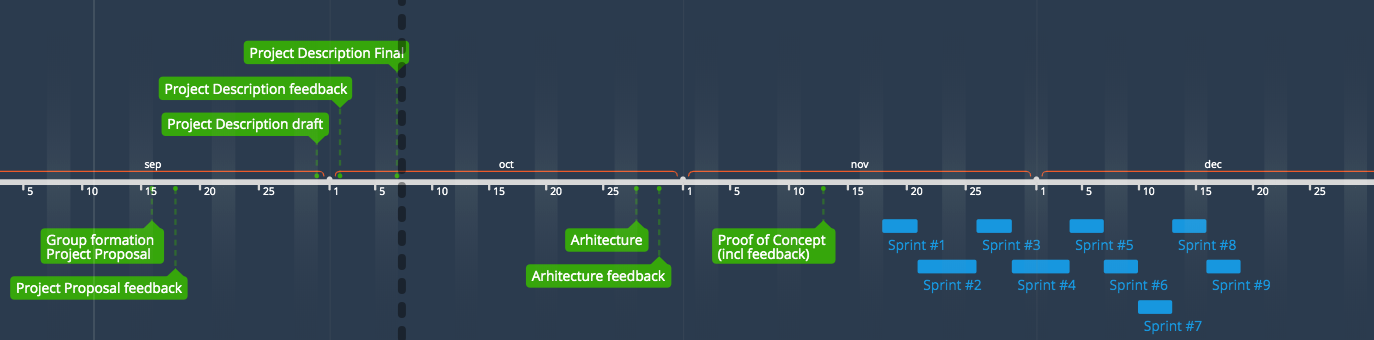 Project Description Final
Project Description feedback
Project Description draft
sep
oct
nov
dec
5
10
15
20
25
1
5
10
15
20
25
1
5
10
15
20
25
1
5
10
15
20
25
Group formation
Project Proposal
Project Proposal feedback
Arhitecture
Arhitecture feedback
Proof of Concept
(incl feedback)
Sprint #1
Sprint #2
Sprint #3
Sprint #4
Sprint #5
Sprint #6
Sprint #7
Sprint #8
Sprint #9